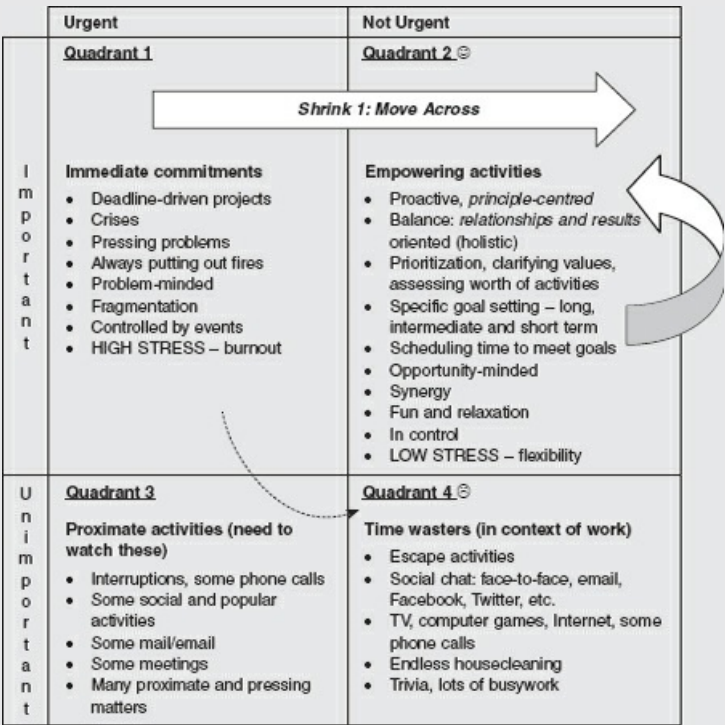 Urgent
Not Urgent
Important
Quadrant 1
Shrink 1: Move Across
Immediate commitments
• Deadline-driven projects
• Crises
• Pressing problems
• Always putting out fires
• Problem-minded
• Fragmentation
• Controlled by events
• HIGH STRESS – burnout
Quadrant 2 ☺
Empowering activities
• Proactive, principle-centred
• Balance: relationships and results
oriented (holistic)
• Prioritization, clarifying values,
assessing worth of activities
• Specific goal setting – long,
intermediate and short term
• Scheduling time to meet goals
• Opportunity-minded
• Synergy
• Fun and relaxation
• In control
• LOW STRESS – flexibility
Unimportant
Quadrant 3
Proximate activities (need to
watch these)
• Interruptions, some phone calls
• Some social and popular
activities
• Some mail/email
• Some meetings
• Many proximate and pressing
matters
Quadrant 4 ☹
Time wasters (in context of work)
• Escape activities
• Social chat: face-to-face, email,
Facebook, Twitter, etc.
• TV, computer games, Internet, some
phone calls
• Endless housecleaning
• Trivia, lots of busywork